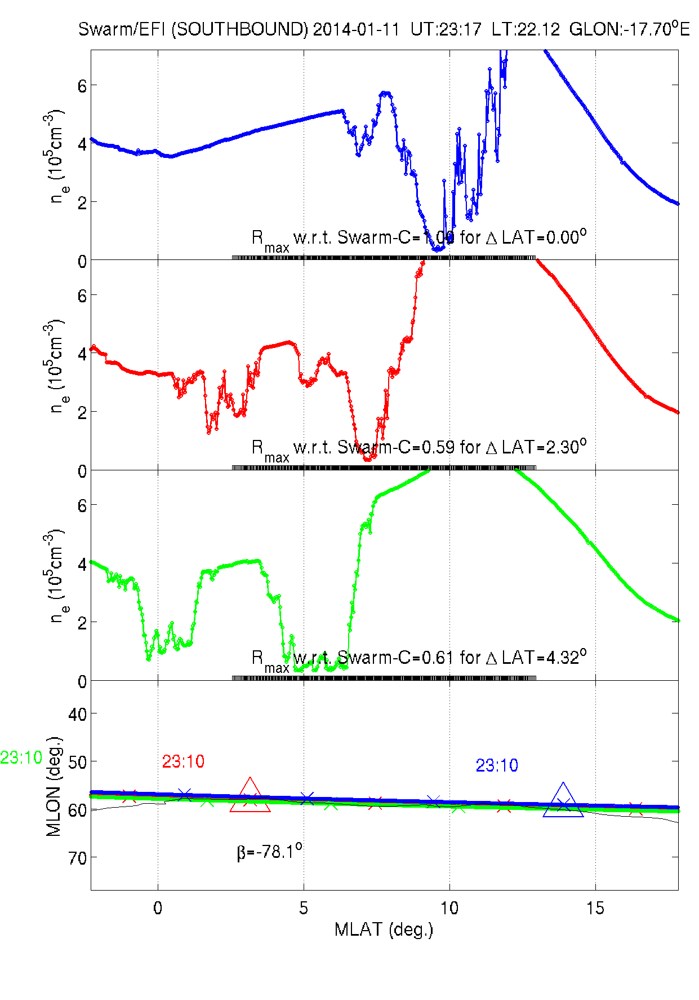 Swarm/EFI (SOUTHBOUND) 2014-01-11 UT:23:17 LT:22.12 GLON:-17.70°E
6
4
2
0
n_e (10^5cm^-3)
R_max w.r.t. Swarm-C=1.00 for Δ LAT=0.00°
6
4
2
0
n_e (10^5cm^-3)
R_max w.r.t. Swarm-C=0.59 for Δ LAT=2.30°
6
4
2
0
n_e (10^5cm^-3)
R_max w.r.t. Swarm-C=0.61 for Δ LAT=4.32°
40
50
60
70
MLON (deg.)
23:10
23:10
23:10
β=-78.1°
0 5 10 15
MLAT (deg.)